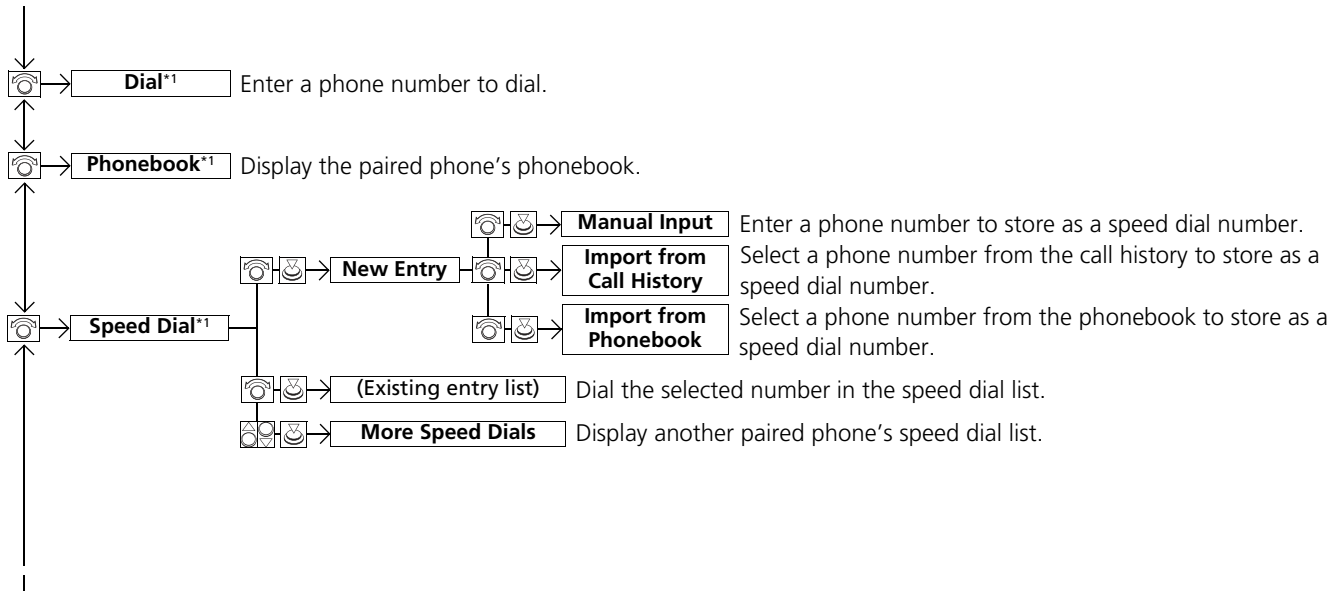 Dial*1 Enter a phone number to dial.
Phonebook*1 Display the paired phone’s phonebook.
Manual Input Enter a phone number to store as a speed dial number.
New Entry
Import from
Call History
Select a phone number from the call history to store as a
speed dial number.
Speed Dial*1
Import from
Phonebook
Select a phone number from the phonebook to store as a
speed dial number.
(Existing entry list) Dial the selected number in the speed dial list.
More Speed Dials Display another paired phone’s speed dial list.